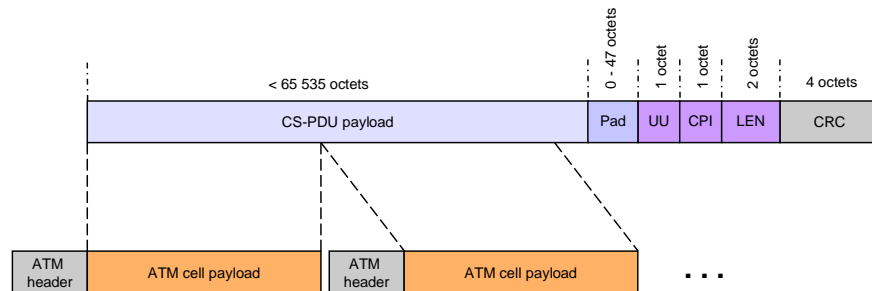 0 - 47 octets
1 octet
1 octet
2 octets
< 65 535 octets
4 octets
CS-PDU payload
Pad
UU
CPI
LEN
CRC
ATM
header
ATM cell payload
ATM
header
ATM cell payload
. . .